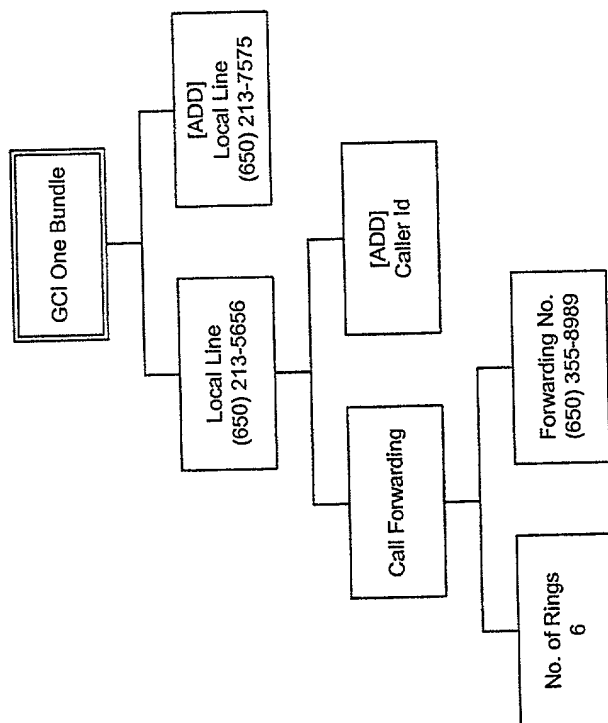 GCI One Bundle
Local Line
(650) 213-5656
[ADD]
Local Line
(650) 213-7575
Call Forwarding
[ADD]
Caller Id
No. of Rings
6
Forwarding No.
(650) 355-8989